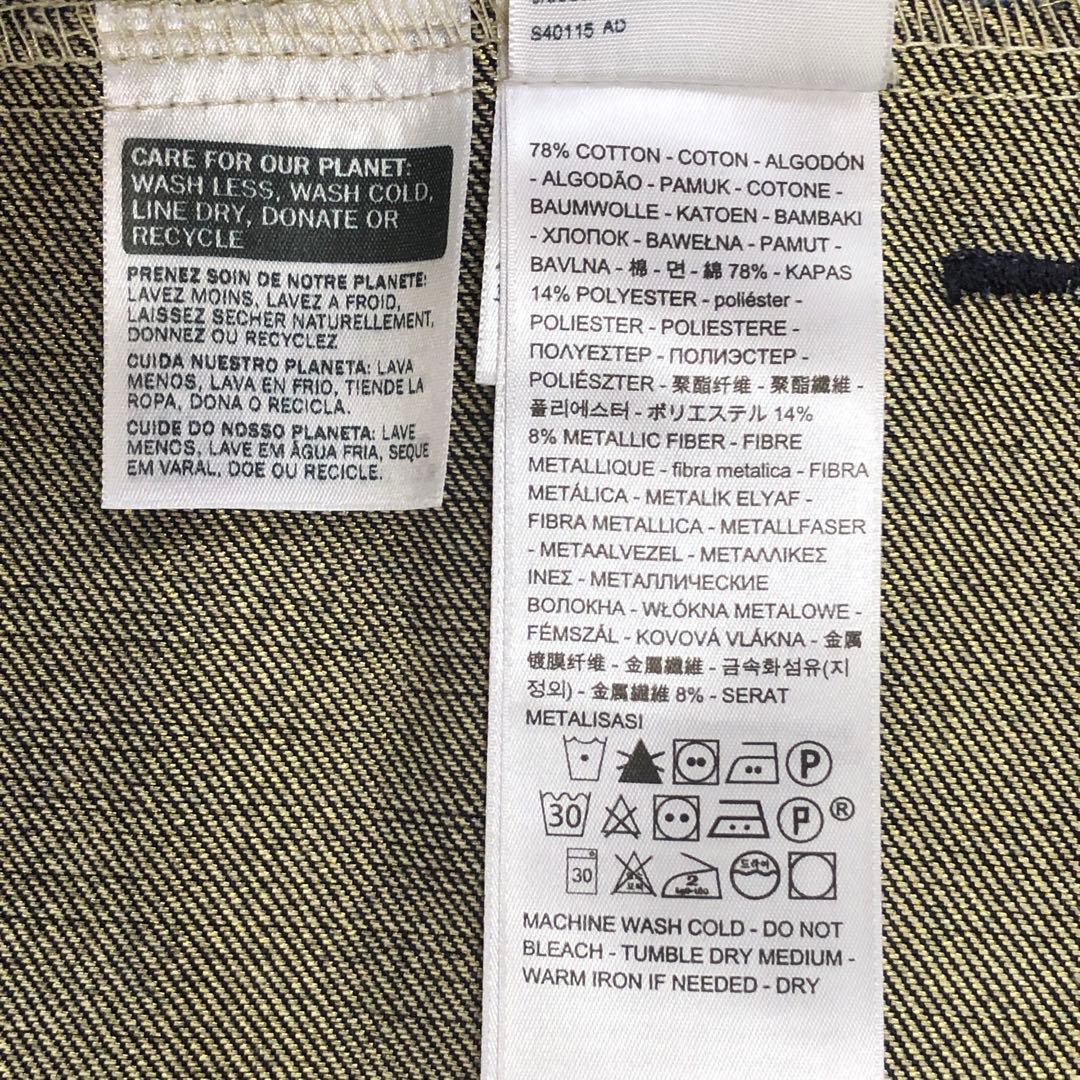 S40115 AD
CARE FOR OUR PLANET:
WASH LESS, WASH COLD,
LINE DRY, DONATE OR
RECYCLE
PRENEZ SOIN DE NOTRE PLANETE:
LAVEZ MOINS, LAVEZ A FROID,
LAISSEZ SECHER NATURELLEMENT,
DONNEZ OU RECYCLEZ
CUIDA NUESTRO PLANETA: LAVA
MENOS, LAVA EN FRIO, TIENDE LA
ROPA, DONA O RECICLA.
CUIDE DO NOSSO PLANETA: LAVE
MENOS, LAVE EM ÁGUA FRIA, SEQUE
EM VARAL, DOE OU RECICLE.
78% COTTON - COTON - ALGODÓN
- ALGODÃO - PAMUK - COTONE -
BAUMWOLLE - KATOEN - BAMBAKI
- ХЛОПОК - BAWEŁNA - PAMUT -
BAVLNA - 棉 - 면 - 綿 78% - KAPAS
14% POLYESTER - poliéster -
POLIESTER - POLIESTERE -
ΠΟΛΥΕΣΤΕΡ - ПОЛИЭСТЕР -
POLIÉSZTER - 聚酯纤维 - 聚酯纖維 -
폴리에스터 - ポリエステル 14%
8% METALLIC FIBER - FIBRE
METALLIQUE - fibra metalica - FIBRA
METÁLICA - METALİK ELYAF -
FIBRA METALLICA - METALLFASER
- METAALVEZEL - ΜΕΤΑΛΛΙΚΕΣ
ΙΝΕΣ - МЕТАЛЛИЧЕСКИЕ
ВОЛОКНА - WŁÓKNA METALOWE -
FÉMSZÁL - KOVOVÁ VLÁKNA - 金属
镀膜纤维 - 金屬纖維 - 금속화섬유(지
정외) - 金属繊維 8% - SERAT
METALISASI
P
30 P ®
30 2 드라이
MACHINE WASH COLD - DO NOT
BLEACH - TUMBLE DRY MEDIUM -
WARM IRON IF NEEDED - DRY